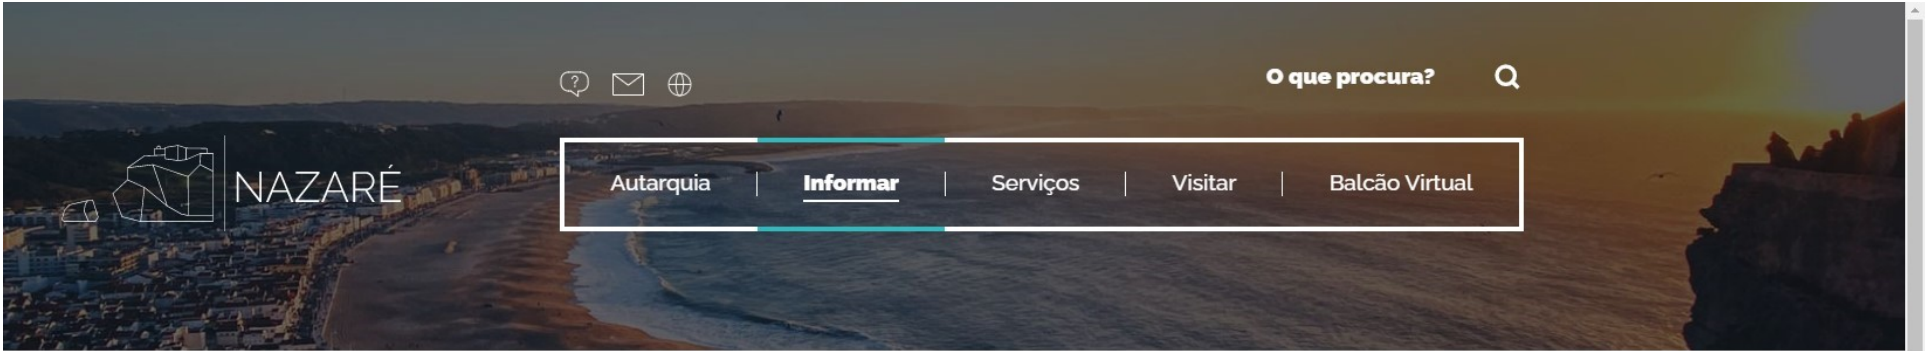 O que procura?
NAZARÉ
Autarquia | Informar | Serviços | Visitar | Balcão Virtual